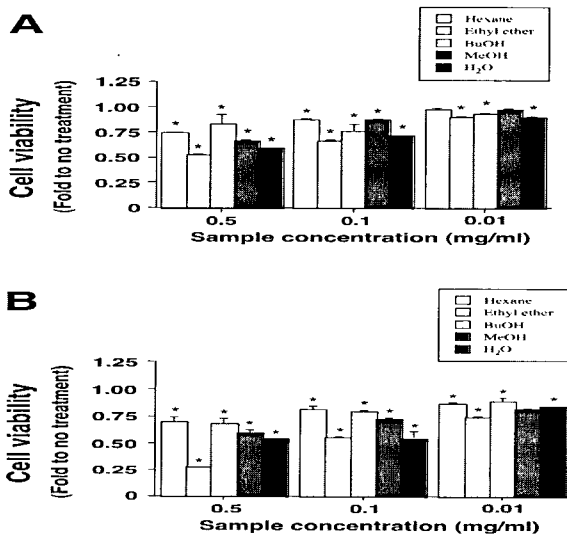 A
Hexane
Ethyl ether
BuOH
MeOH
H₂O
Cell viability
(Fold to no treatment)
1.25
1.00
0.75
0.50
0.25
0
* * * * *
* * * * *
* * *
0.5 0.1 0.01
Sample concentration (mg/ml)
B
Hexane
Ethyl ether
BuOH
MeOH
H₂O
Cell viability
(Fold to no treatment)
1.25
1.00
0.75
0.50
0.25
0
* * * * *
* * * * *
* * * *
0.5 0.1 0.01
Sample concentration (mg/ml)